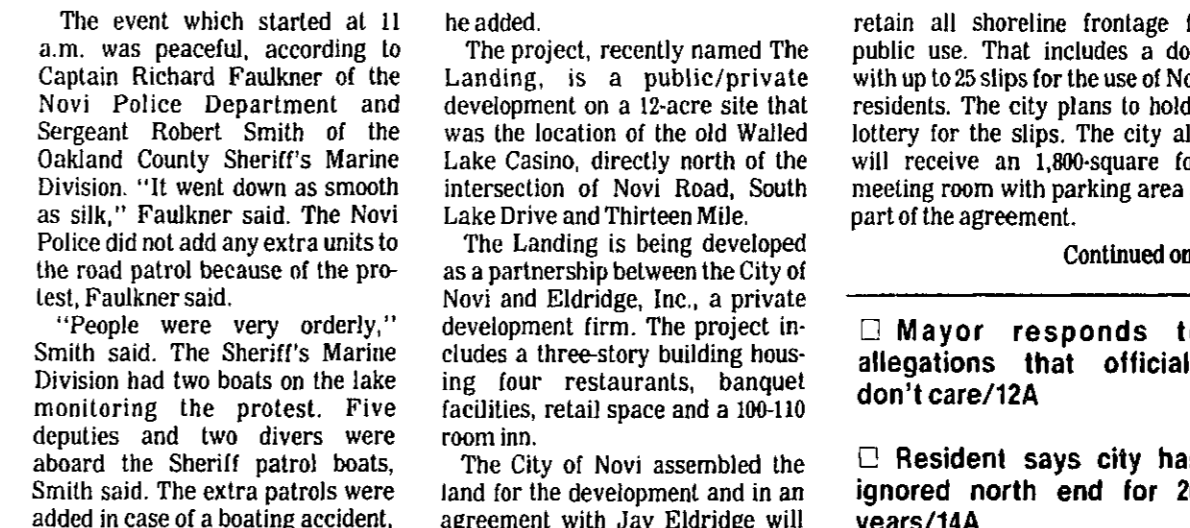 The event which started at 11
a.m. was peaceful, according to
Captain Richard Faulkner of the
Novi Police Department and
Sergeant Robert Smith of the
Oakland County Sheriff's Marine
Division. "It went down as smooth
as silk," Faulkner said. The Novi
Police did not add any extra units to
the road patrol because of the pro-
test, Faulkner said.
"People were very orderly,"
Smith said. The Sheriff's Marine
Division had two boats on the lake
monitoring the protest. Five
deputies and two divers were
aboard the Sheriff patrol boats,
Smith said. The extra patrols were
added in case of a boating accident,
he added.
The project, recently named The
Landing, is a public/private
development on a 12-acre site that
was the location of the old Walled
Lake Casino, directly north of the
intersection of Novi Road, South
Lake Drive and Thirteen Mile.
The Landing is being developed
as a partnership between the City of
Novi and Eldridge, Inc., a private
development firm. The project in-
cludes a three-story building hous-
ing four restaurants, banquet
facilities, retail space and a 100-110
room inn.
The City of Novi assembled the
land for the development and in an
agreement with Jay Eldridge will
retain all shoreline frontage
public use. That includes a
with up to 25 slips for the use of
residents. The city plans to hold
lottery for the slips. The city
will receive an 1,800-square
meeting room with parking area
part of the agreement.
Continued on
□ Mayor responds
allegations that
don't care/12A
□ Resident says city
ignored north end for
years/14A